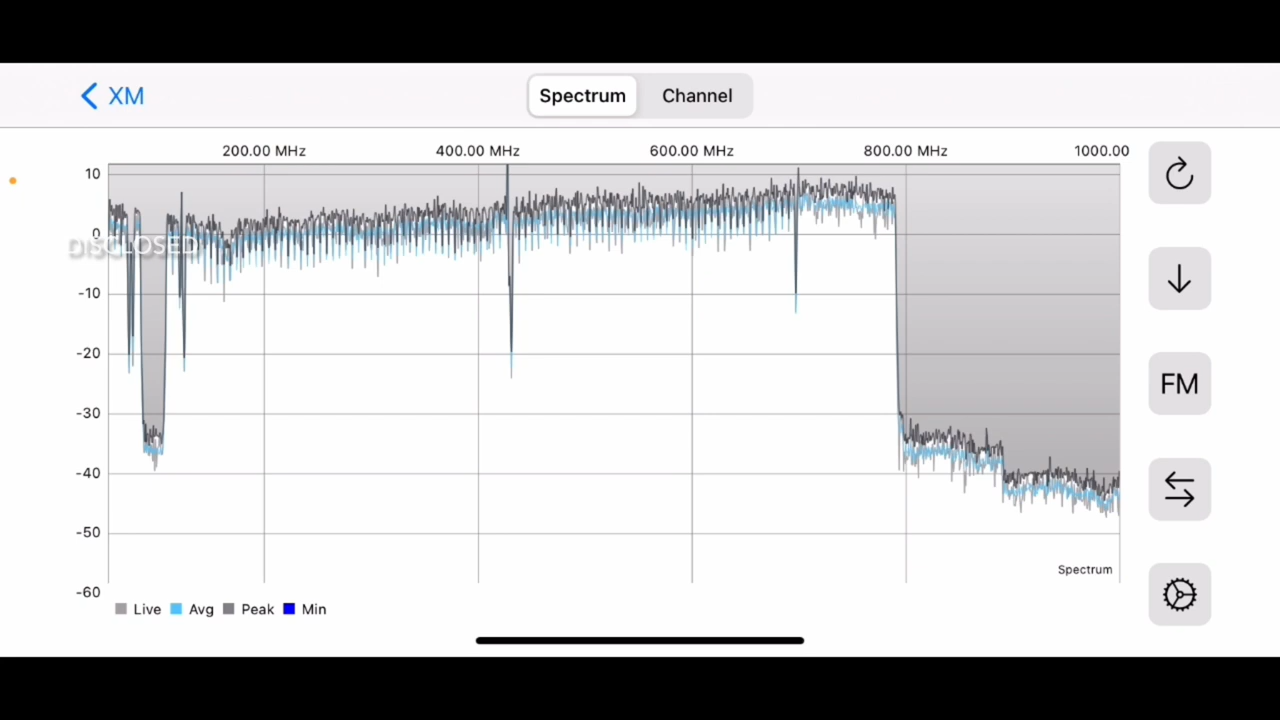 XM
Spectrum Channel
200.00 MHz 400.00 MHz 600.00 MHz 800.00 MHz 1000.00
10
0
DISCLOSED
-10
-20
FM
-30
-40
-50
Spectrum
-60
Live Avg Peak Min